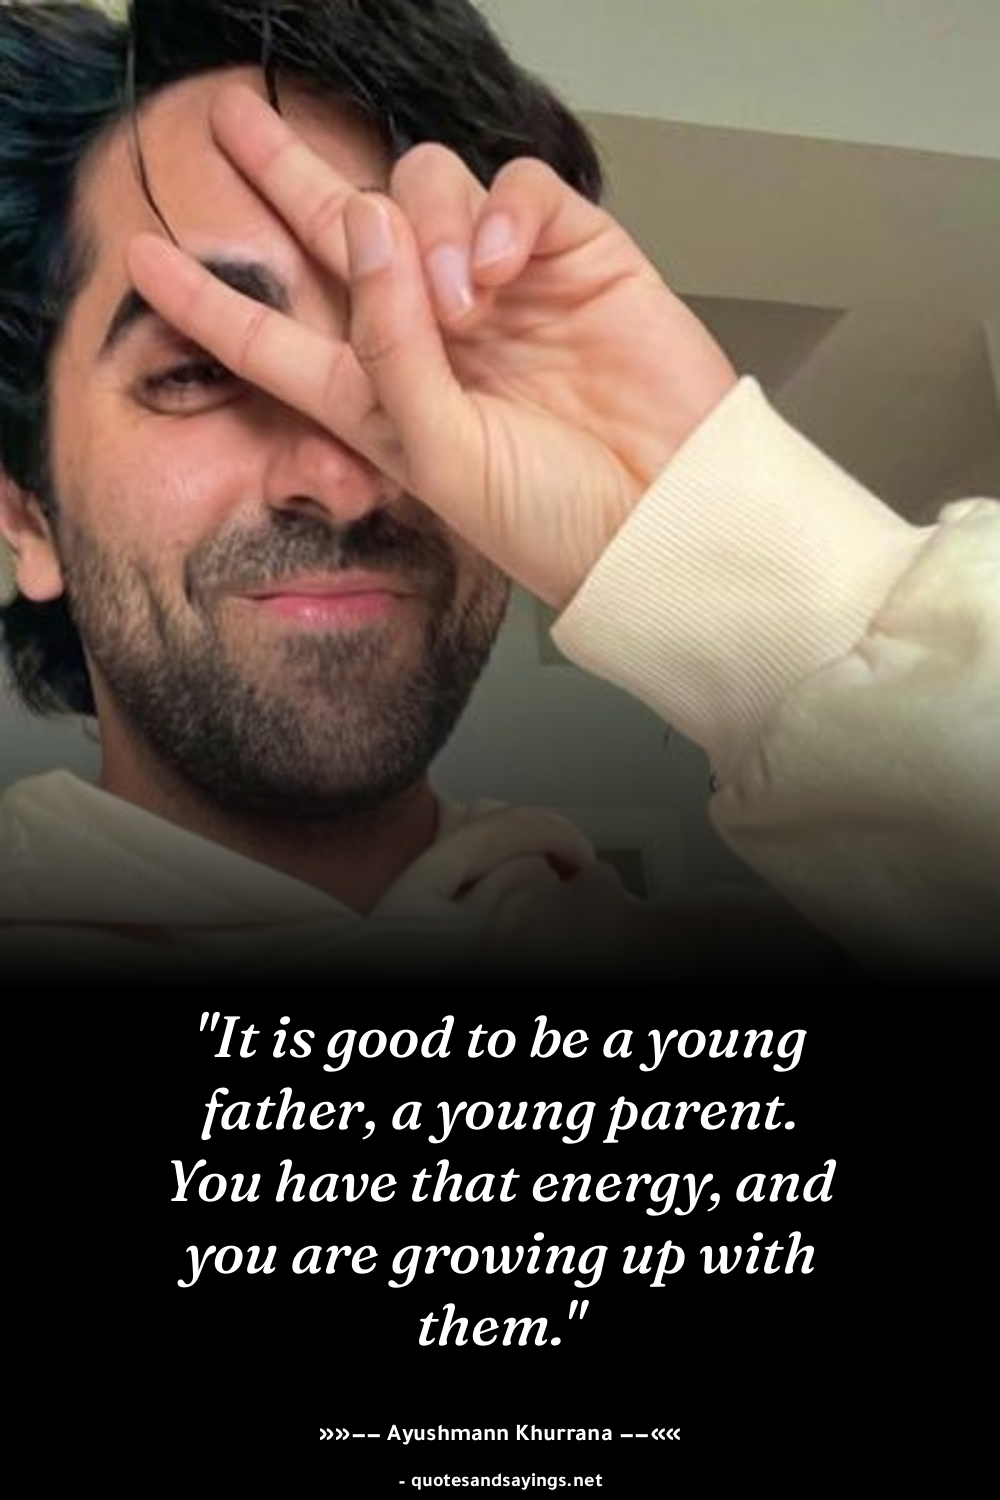 "It is good to be a young
father, a young parent.
You have that energy, and
you are growing up with
them."
»»–– Ayushmann Khurrana ––««
- quotesandsayings.net